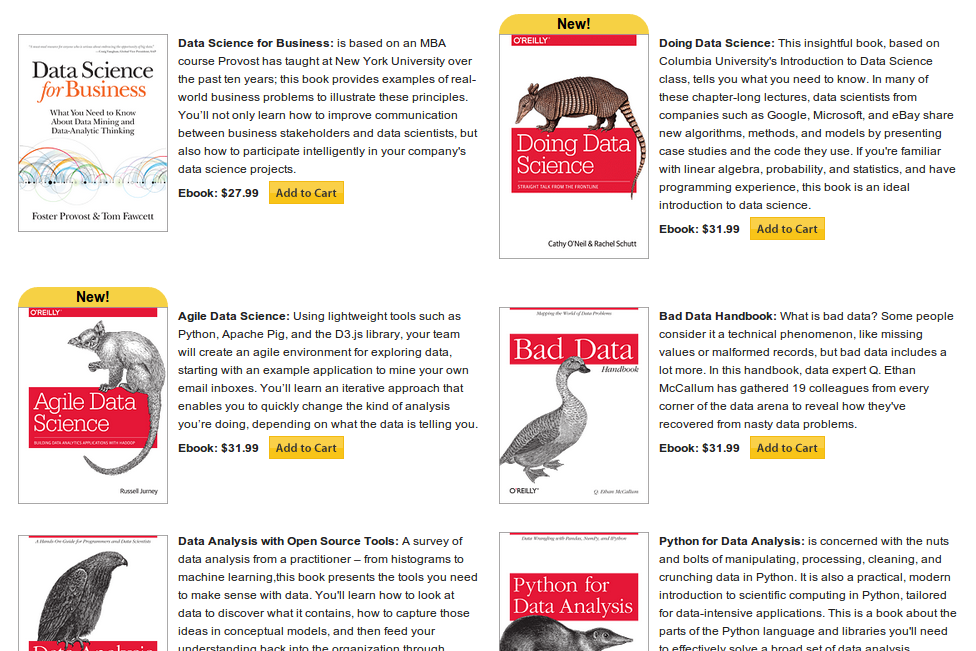 Data Science
for Business
What You Need to Know
About Data Mining and
Data-Analytic Thinking
Foster Provost & Tom Fawcett
Data Science for Business: is based on an MBA
course Provost has taught at New York University over
the past ten years; this book provides examples of real-
world business problems to illustrate these principles.
You'll not only learn how to improve communication
between business stakeholders and data scientists, but
also how to participate intelligently in your company's
data science projects.
Ebook: $27.99 Add to Cart
New!
O'REILLY
Doing Data
Science
STRAIGHT TALK FROM THE FRONTLINE
Cathy O'Neil & Rachel Schutt
Doing Data Science: This insightful book, based on
Columbia University's Introduction to Data Science
class, tells you what you need to know. In many of
these chapter-long lectures, data scientists from
companies such as Google, Microsoft, and eBay share
new algorithms, methods, and models by presenting
case studies and the code they use. If you're familiar
with linear algebra, probability, and statistics, and have
programming experience, this book is an ideal
introduction to data science.
Ebook: $31.99 Add to Cart
New!
O'REILLY
Agile Data
Science
BUILDING DATA ANALYTICS APPLICATIONS WITH HADOOP
Russell Jurney
Agile Data Science: Using lightweight tools such as
Python, Apache Pig, and the D3.js library, your team
will create an agile environment for exploring data,
starting with an example application to mine your own
email inboxes. You'll learn an iterative approach that
enables you to quickly change the kind of analysis
you're doing, depending on what the data is telling you.
Ebook: $31.99 Add to Cart
Mapping the World of Data Problems
Bad Data
Handbook
O'REILLY
Q. Ethan McCallum
Bad Data Handbook: What is bad data? Some people
consider it a technical phenomenon, like missing
values or malformed records, but bad data includes a
lot more. In this handbook, data expert Q. Ethan
McCallum has gathered 19 colleagues from every
corner of the data arena to reveal how they've
recovered from nasty data problems.
Ebook: $31.99 Add to Cart
A Hands-On Guide for Programmers and Data Scientists
Data Analysis
Data Analysis with Open Source Tools: A survey of
data analysis from a practitioner – from histograms to
machine learning,this book presents the tools you need
to make sense with data. You'll learn how to look at
data to discover what it contains, how to capture those
ideas in conceptual models, and then feed your
understanding back into the organization through
Data Wrangling with Pandas, NumPy, and IPython
Python for
Data Analysis
Python for Data Analysis: is concerned with the nuts
and bolts of manipulating, processing, cleaning, and
crunching data in Python. It is also a practical, modern
introduction to scientific computing in Python, tailored
for data-intensive applications. This is a book about the
parts of the Python language and libraries you'll need
to effectively solve a broad set of data analysis